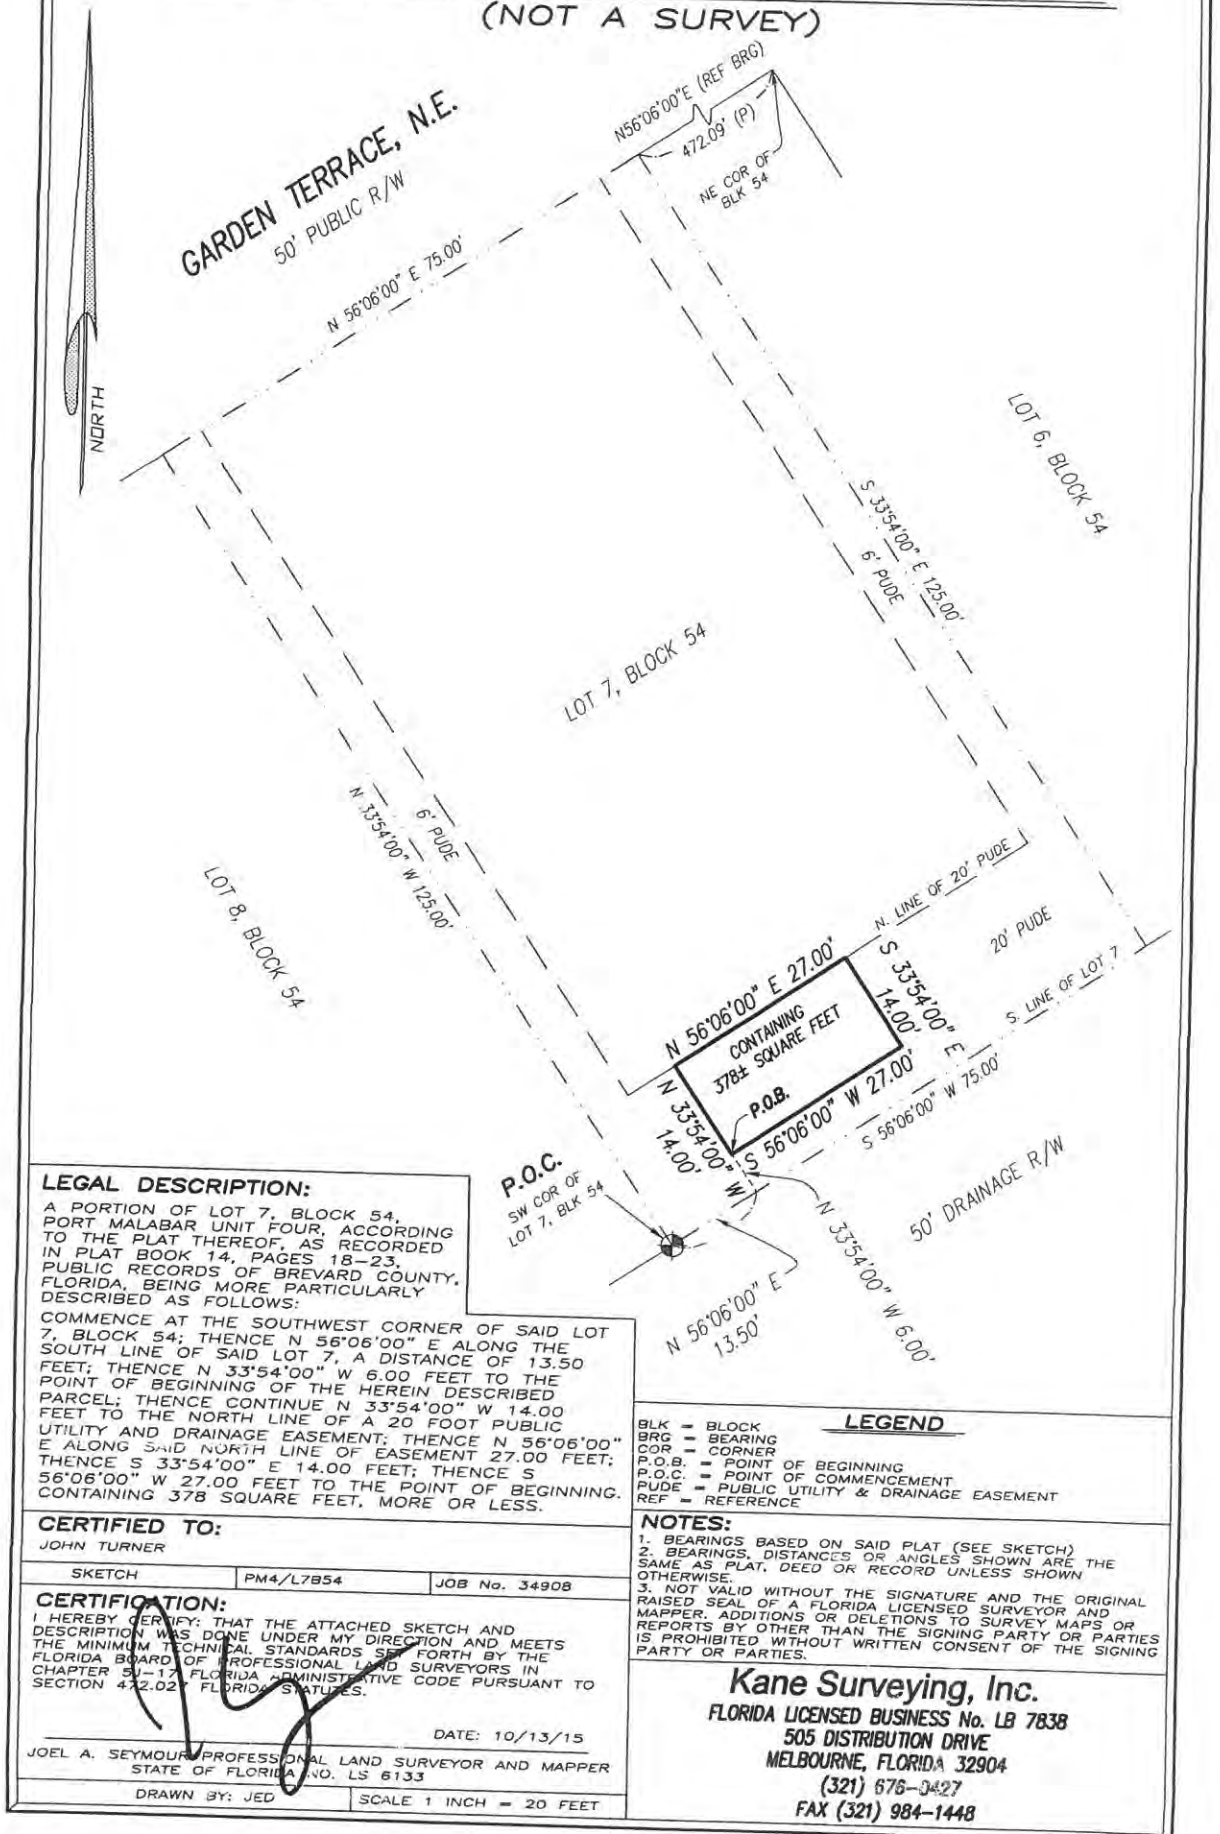 (NOT A SURVEY)
N56°06'00"E (REF BRG)
472.09' (P)
NE COR OF
BLK 54
GARDEN TERRACE, N.E.
50' PUBLIC R/W
N 56°06'00" E 75.00'
NORTH
LOT 6, BLOCK 54
S 33°54'00" E 125.00'
6' PUDE
LOT 7, BLOCK 54
N 33°54'00" W 125.00'
6' PUDE
LOT 8, BLOCK 54
N. LINE OF 20' PUDE
20' PUDE
S. LINE OF LOT 7
N 56°06'00" E 27.00'
S 33°54'00" E
14.00'
CONTAINING
378± SQUARE FEET
P.O.B.
N 33°54'00" W
14.00'
S 56°06'00" W 27.00'
S 56°06'00" W 75.00'
50' DRAINAGE R/W
P.O.C.
SW COR OF
LOT 7, BLK 54
N 56°06'00" E
13.50'
N 33°54'00" W 6.00'
LEGAL DESCRIPTION:
A PORTION OF LOT 7, BLOCK 54,
PORT MALABAR UNIT FOUR, ACCORDING
TO THE PLAT THEREOF, AS RECORDED
IN PLAT BOOK 14, PAGES 18-23,
PUBLIC RECORDS OF BREVARD COUNTY,
FLORIDA, BEING MORE PARTICULARLY
DESCRIBED AS FOLLOWS:
COMMENCE AT THE SOUTHWEST CORNER OF SAID LOT
7, BLOCK 54; THENCE N 56°06'00" E ALONG THE
SOUTH LINE OF SAID LOT 7, A DISTANCE OF 13.50
FEET; THENCE N 33°54'00" W 6.00 FEET TO THE
POINT OF BEGINNING OF THE HEREIN DESCRIBED
PARCEL; THENCE CONTINUE N 33°54'00" W 14.00
FEET TO THE NORTH LINE OF A 20 FOOT PUBLIC
UTILITY AND DRAINAGE EASEMENT; THENCE N 56°06'00"
E ALONG SAID NORTH LINE OF EASEMENT 27.00 FEET;
THENCE S 33°54'00" E 14.00 FEET; THENCE S
56°06'00" W 27.00 FEET TO THE POINT OF BEGINNING.
CONTAINING 378 SQUARE FEET, MORE OR LESS.
CERTIFIED TO:
JOHN TURNER
SKETCH
PM4/L7B54
JOB No. 34908
CERTIFICATION:
I HEREBY CERTIFY: THAT THE ATTACHED SKETCH AND
DESCRIPTION WAS DONE UNDER MY DIRECTION AND MEETS
THE MINIMUM TECHNICAL STANDARDS SET FORTH BY THE
FLORIDA BOARD OF PROFESSIONAL LAND SURVEYORS IN
CHAPTER 5J-17 FLORIDA ADMINISTRATIVE CODE PURSUANT TO
SECTION 472.027 FLORIDA STATUTES.
DATE: 10/13/15
JOEL A. SEYMOUR PROFESSIONAL LAND SURVEYOR AND MAPPER
STATE OF FLORIDA NO. LS 6133
DRAWN BY: JED
SCALE 1 INCH = 20 FEET
LEGEND
BLK = BLOCK
BRG = BEARING
COR = CORNER
P.O.B. = POINT OF BEGINNING
P.O.C. = POINT OF COMMENCEMENT
PUDE = PUBLIC UTILITY & DRAINAGE EASEMENT
REF = REFERENCE
NOTES:
1. BEARINGS BASED ON SAID PLAT (SEE SKETCH)
2. BEARINGS, DISTANCES OR ANGLES SHOWN ARE THE
SAME AS PLAT, DEED OR RECORD UNLESS SHOWN
OTHERWISE.
3. NOT VALID WITHOUT THE SIGNATURE AND THE ORIGINAL
RAISED SEAL OF A FLORIDA LICENSED SURVEYOR AND
MAPPER. ADDITIONS OR DELETIONS TO SURVEY MAPS OR
REPORTS BY OTHER THAN THE SIGNING PARTY OR PARTIES
IS PROHIBITED WITHOUT WRITTEN CONSENT OF THE SIGNING
PARTY OR PARTIES.
Kane Surveying, Inc.
FLORIDA LICENSED BUSINESS No. LB 7838
505 DISTRIBUTION DRIVE
MELBOURNE, FLORIDA 32904
(321) 676-0427
FAX (321) 984-1448